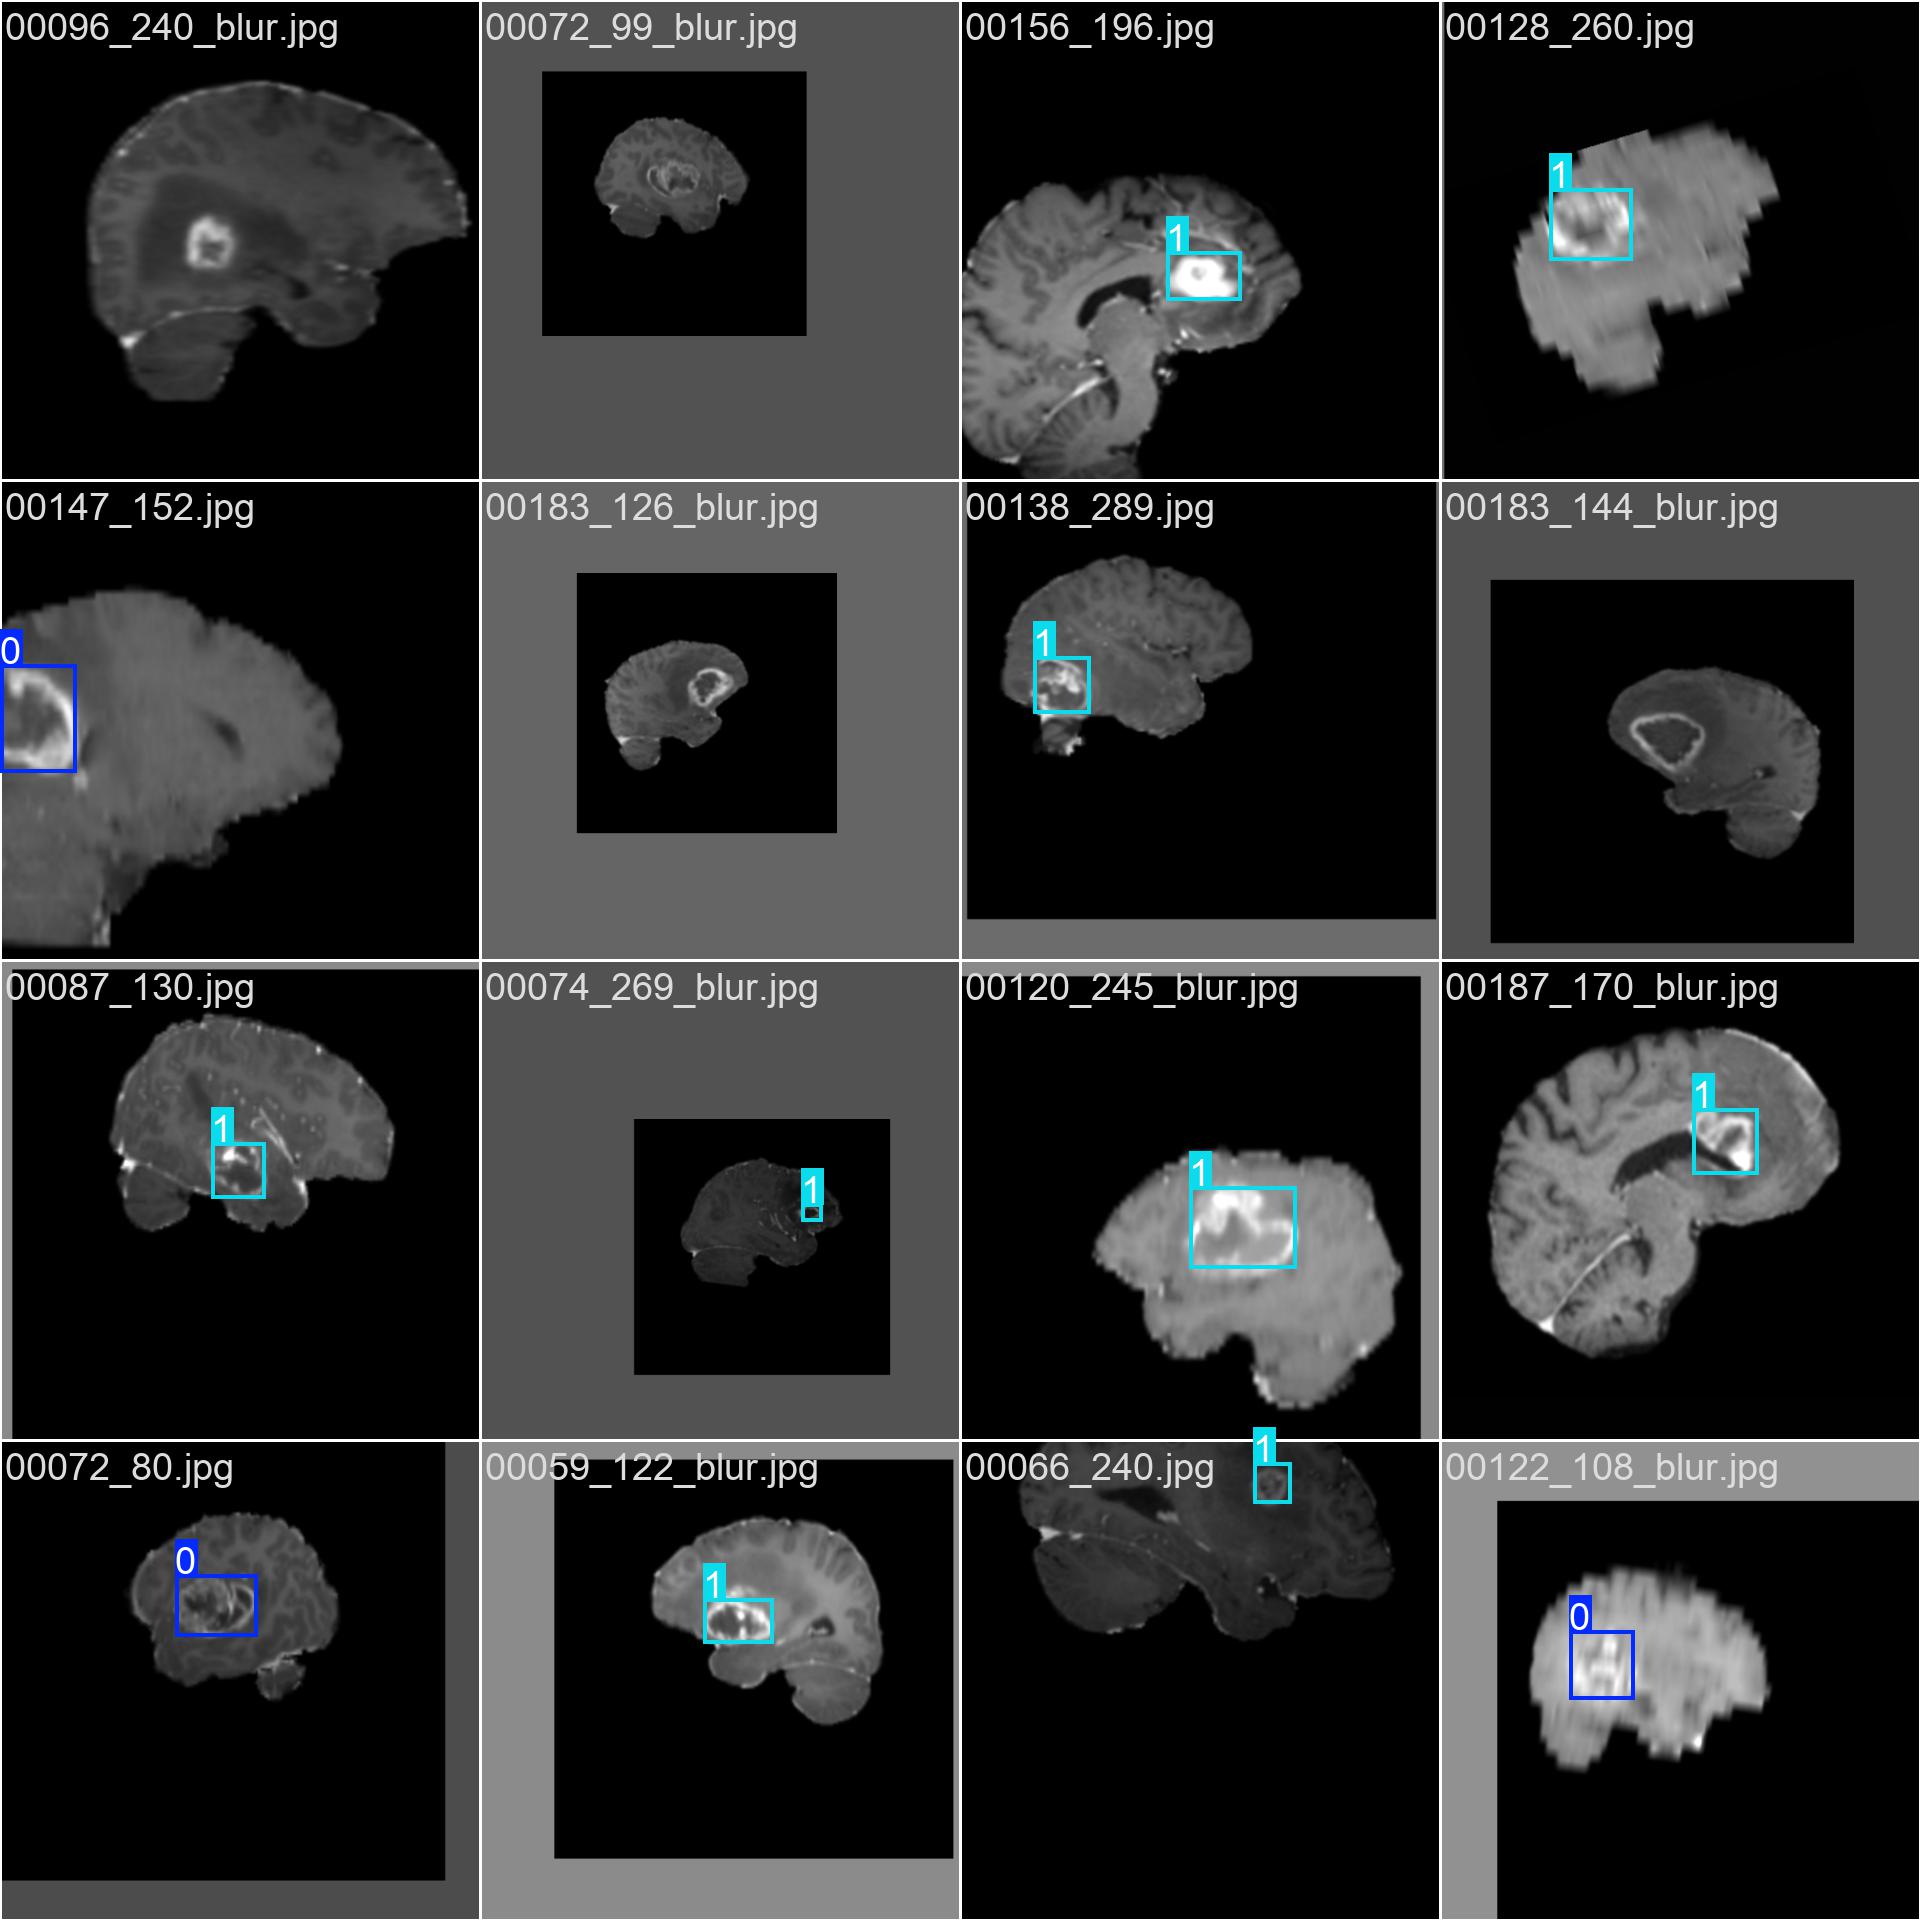 00096_240_blur.jpg
00072_99_blur.jpg
00156_196.jpg
1
00128_260.jpg
1
00147_152.jpg
0
00183_126_blur.jpg
00138_289.jpg
1
00183_144_blur.jpg
00087_130.jpg
1
00074_269_blur.jpg
1
00120_245_blur.jpg
1
00187_170_blur.jpg
1
00072_80.jpg
0
00059_122_blur.jpg
1
00066_240.jpg
1
00122_108_blur.jpg
0